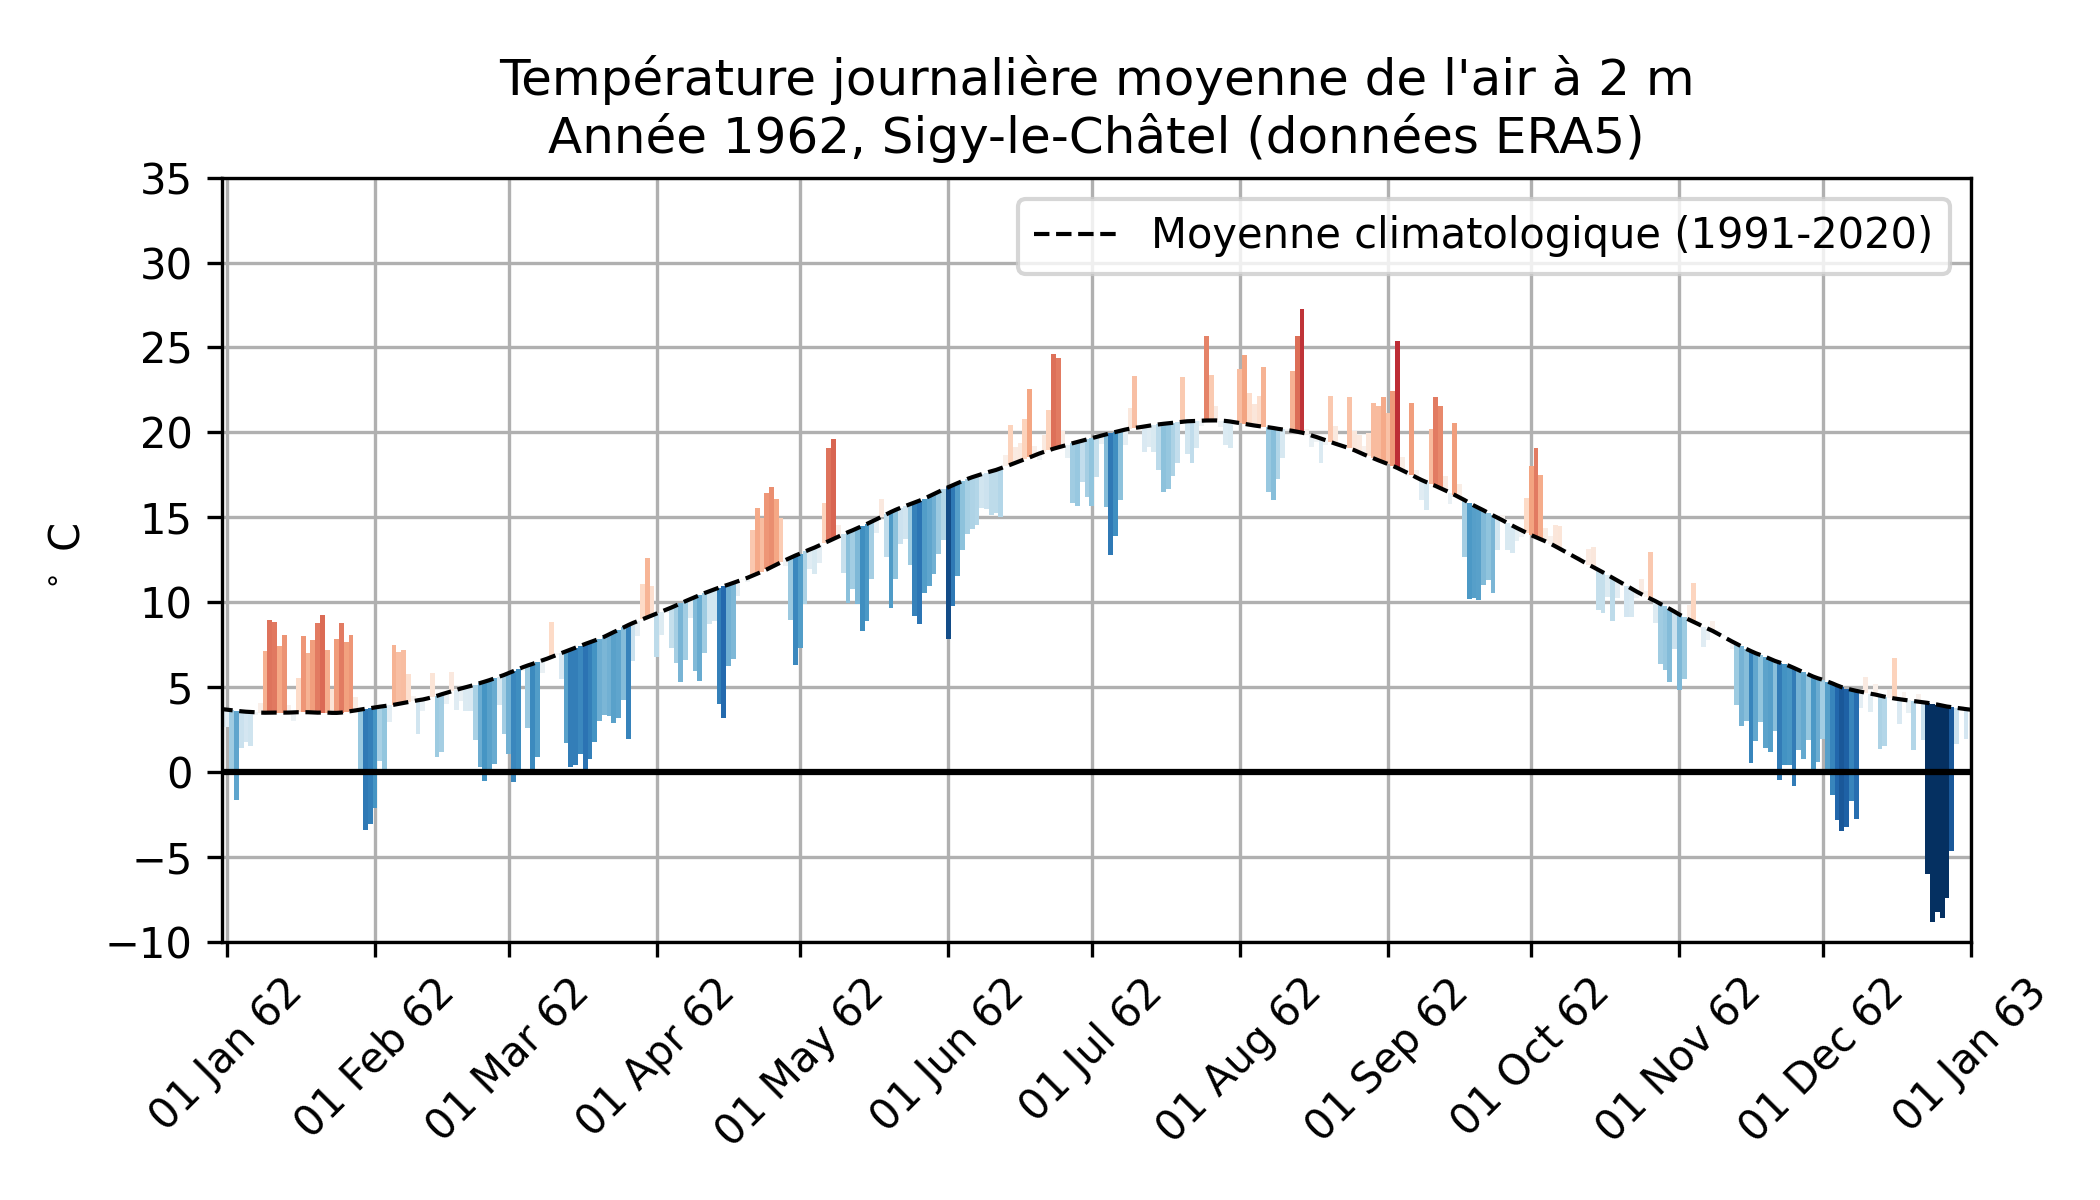 Température journalière moyenne de l'air à 2 m
Année 1962, Sigy-le-Châtel (données ERA5)
Moyenne climatologique (1991-2020)
° C
35
30
25
20
15
10
5
0
−5
−10
01 Jan 62
01 Feb 62
01 Mar 62
01 Apr 62
01 May 62
01 Jun 62
01 Jul 62
01 Aug 62
01 Sep 62
01 Oct 62
01 Nov 62
01 Dec 62
01 Jan 63